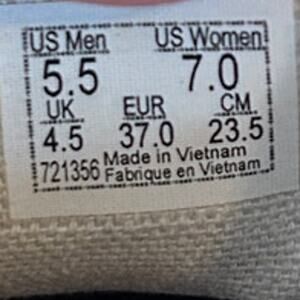 US Men US Women
5.5 7.0
UK EUR CM
4.5 37.0 23.5
721356 Made in Vietnam
Fabrique en Vietnam